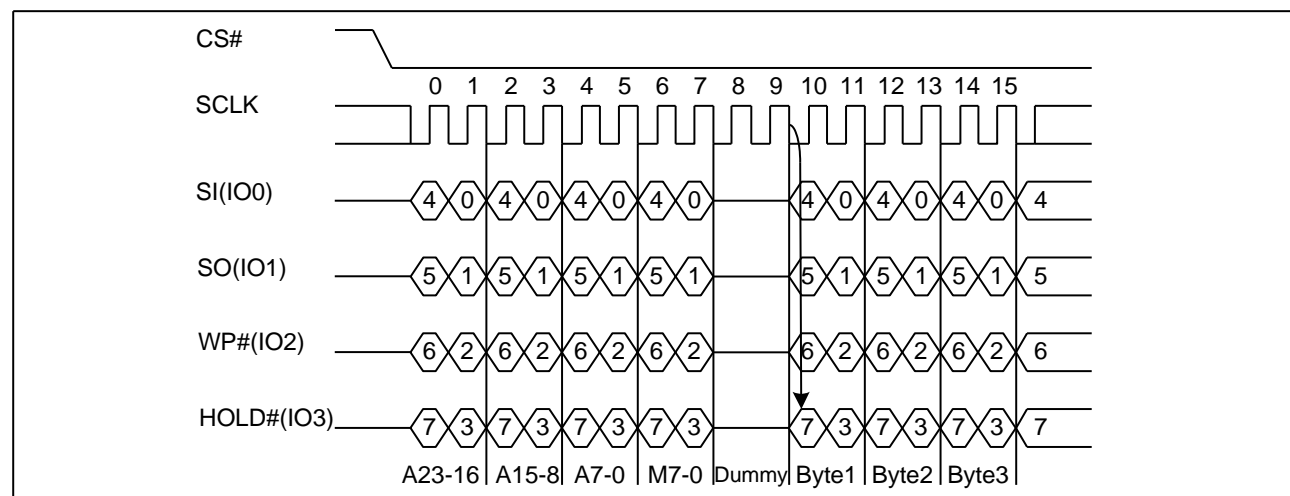 CS#
0 1 2 3 4 5 6 7 8 9 10 11 12 13 14 15
SCLK
SI(IO0) 4 0 4 0 4 0 4 0 4 0 4 0 4 0 4
SO(IO1) 5 1 5 1 5 1 5 1 5 1 5 1 5 1 5
WP#(IO2) 6 2 6 2 6 2 6 2 6 2 6 2 6 2 6
HOLD#(IO3) 7 3 7 3 7 3 7 3 7 3 7 3 7 3 7
A23-16 A15-8 A7-0 M7-0 Dummy Byte1 Byte2 Byte3